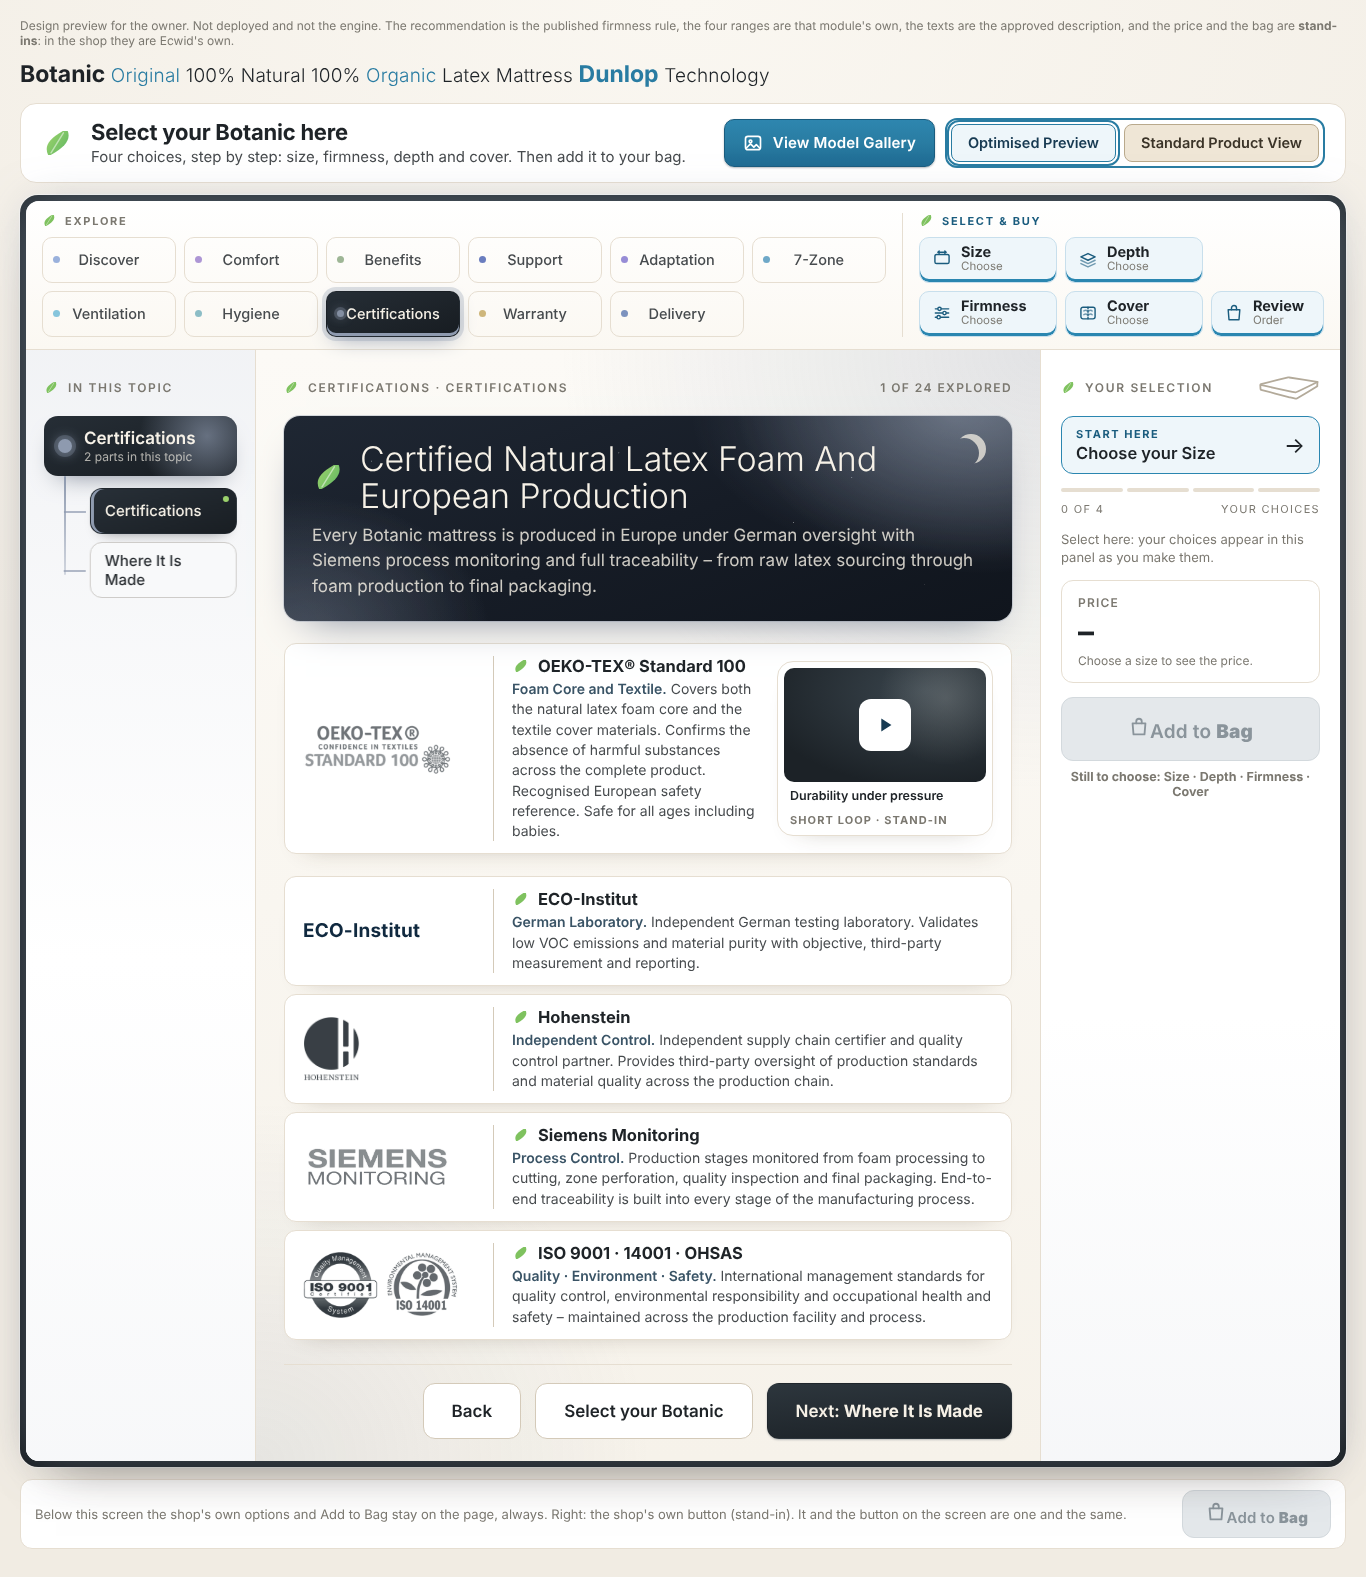 Design preview for the owner. Not deployed and not the engine. The recommendation is the published firmness rule, the four ranges are that module's own, the texts are the approved description, and the price and the bag are stand-
ins: in the shop they are Ecwid's own.
Botanic Original 100% Natural 100% Organic Latex Mattress Dunlop Technology
Select your Botanic here
Four choices, step by step: size, firmness, depth and cover. Then add it to your bag.
View Model Gallery
Optimised Preview
Standard Product View
EXPLORE
Discover
Comfort
Benefits
Support
Adaptation
7-Zone
Ventilation
Hygiene
Certifications
Warranty
Delivery
SELECT & BUY
Size
Choose
Depth
Choose
Firmness
Choose
Cover
Choose
Review
Order
IN THIS TOPIC
Certifications
2 parts in this topic
Certifications
Where It Is
Made
CERTIFICATIONS · CERTIFICATIONS
1 OF 24 EXPLORED
Certified Natural Latex Foam And
European Production
Every Botanic mattress is produced in Europe under German oversight with
Siemens process monitoring and full traceability – from raw latex sourcing through
foam production to final packaging.
OEKO-TEX®
CONFIDENCE IN TEXTILES
STANDARD 100
OEKO-TEX® Standard 100
Foam Core and Textile. Covers both
the natural latex foam core and the
textile cover materials. Confirms the
absence of harmful substances
across the complete product.
Recognised European safety
reference. Safe for all ages including
babies.
Durability under pressure
SHORT LOOP · STAND-IN
ECO-Institut
ECO-Institut
German Laboratory. Independent German testing laboratory. Validates
low VOC emissions and material purity with objective, third-party
measurement and reporting.
HOHENSTEIN
Hohenstein
Independent Control. Independent supply chain certifier and quality
control partner. Provides third-party oversight of production standards
and material quality across the production chain.
SIEMENS
MONITORING
Siemens Monitoring
Process Control. Production stages monitored from foam processing to
cutting, zone perforation, quality inspection and final packaging. End-to-
end traceability is built into every stage of the manufacturing process.
Quality Management
ISO 9001
Certified
System
ENVIRONMENTAL MANAGEMENT SYSTEM
ISO 14001
ISO 9001 · 14001 · OHSAS
Quality · Environment · Safety. International management standards for
quality control, environmental responsibility and occupational health and
safety – maintained across the production facility and process.
Back
Select your Botanic
Next: Where It Is Made
YOUR SELECTION
START HERE
Choose your Size
0 OF 4
YOUR CHOICES
Select here: your choices appear in this
panel as you make them.
PRICE
–
Choose a size to see the price.
Add to Bag
Still to choose: Size · Depth · Firmness ·
Cover
Below this screen the shop's own options and Add to Bag stay on the page, always. Right: the shop's own button (stand-in). It and the button on the screen are one and the same.
Add to Bag